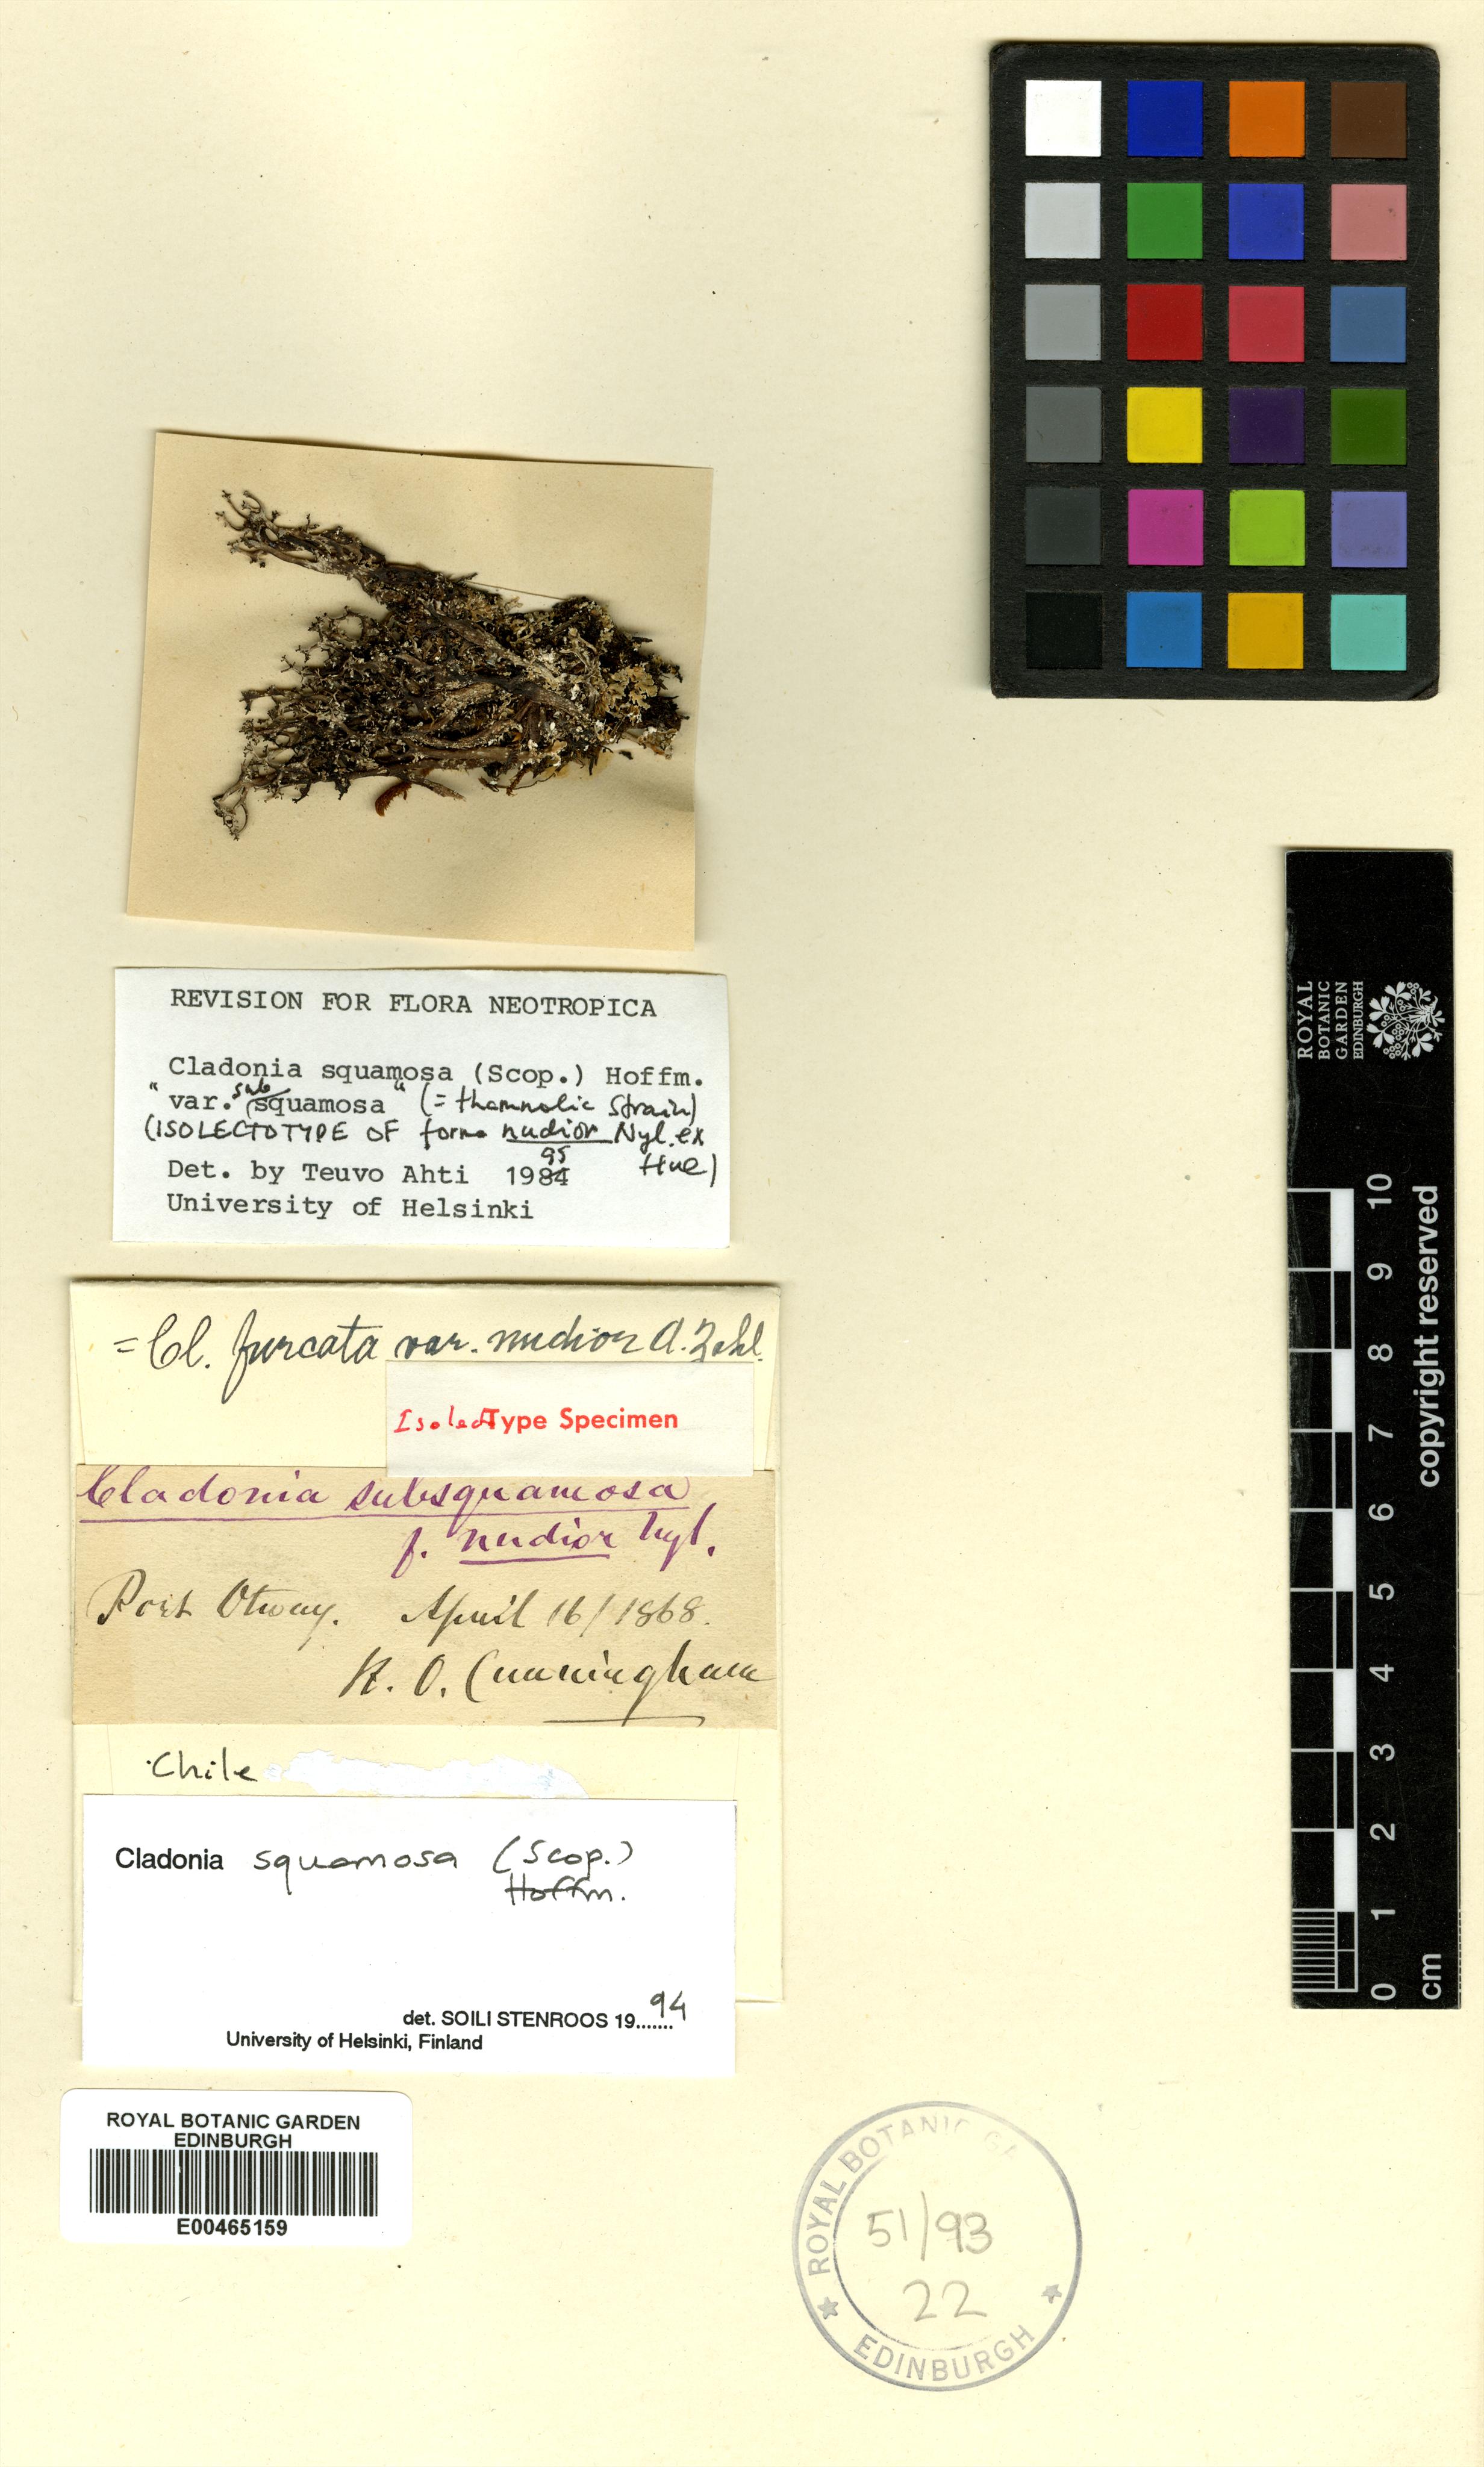 REVISION FOR FLORA NEOTROPICA
Cladonia squamosa (Scop.) Hoffm.
"var. subsquamosa" (= thamnolic strain)
(ISOLECTOTYPE OF forma nudior Nyl. ex Hue)
Det. by Teuvo Ahti 1984 95
University of Helsinki
= Cl. furcata var. nudior A. Zahl.
Isolecto Type Specimen
Cladonia subsquamosa
f. nudior Nyl.
Port Otway. April 16/1868.
R. O. Cunningham
Chile
Cladonia squamosa (Scop.)
Hoffm.
det. SOILI STENROOS 19.......94
University of Helsinki, Finland
ROYAL BOTANIC GARDEN
EDINBURGH
E00465159
ROYAL BOTANIC GA
EDINBURGH
51/93
22
ROYAL
BOTANIC
GARDEN
EDINBURGH
10
9
8
7
6
5
4
3
2
1
0
cm
copyright reserved